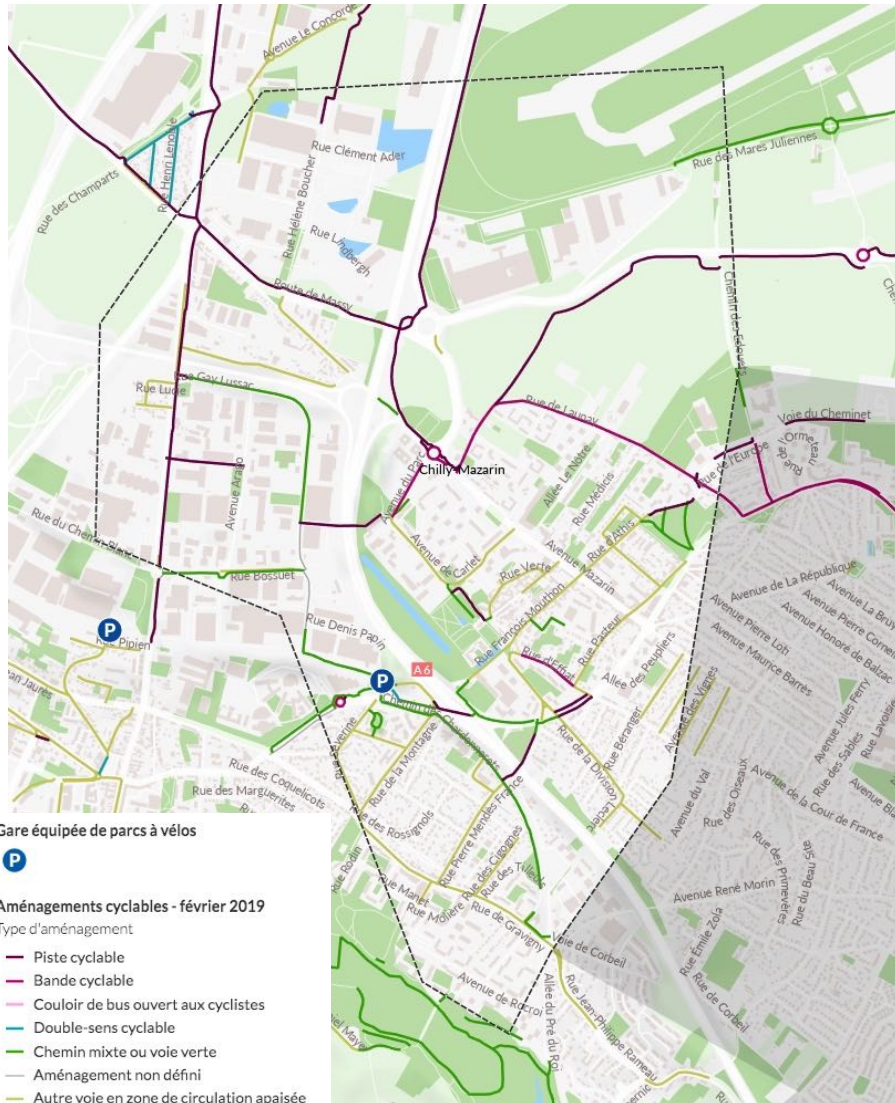 Avenue Le Concorde
Rue Clément Ader
Rue Henri Lenoble
Rue des Champarts
Rue Hélène Boucher
Rue des Mares Juliennes
Rue Lindbergh
Route de Massy
Chemin des Edouets
Rue Gay Lussac
Rue Lucie
Rue de Launay
Voie du Cheminet
Rue de l'Ormeteau
Rue de l'Europe
Chilly-Mazarin
Avenue du Parc
Allée Le Nôtre
Rue Médicis
Avenue Arago
Rue d'Athis
Avenue Mazarin
Avenue de Carlet
Rue Verte
Rue Bossuet
Avenue de La République
Rue François Mouthon
Rue Pasteur
Rue Denis Papin
Avenue Pierre Loti
Avenue Honoré de Balzac
Avenue Maurice Barrès
P
Pipien
A6
Rue d'Effiat
Allée des Peupliers
P
Chemin des Chardonnerets
Avenue des Vignes
Avenue Jules Ferry
Rue des Sables
Rue Béranger
Rue de la Montagne
Rue de la Division Leclerc
Rue des Coquelicots
Rue des Marguerites
Rue des Rossignols
Rue Pierre Mendès France
Avenue du Val
Rue des Oiseaux
Avenue de la Cour de France
Rue des Cigognes
Rue des Tilleuls
Rue Rodin
Rue Manet
Rue Molière
Rue de Gravigny
Voie de Corbeil
Avenue René Morin
Rue des Primevères
Rue du Beau Site
Rue Émile Zola
Rue de Corbeil
Avenue de Rocroi
Allée du Pré du Roi
Rue Jean-Philippe Rameau
Gare équipée de parcs à vélos
P
Aménagements cyclables - février 2019
Type d'aménagement
Piste cyclable
Bande cyclable
Couloir de bus ouvert aux cyclistes
Double-sens cyclable
Chemin mixte ou voie verte
Aménagement non défini
Autre voie en zone de circulation apaisée